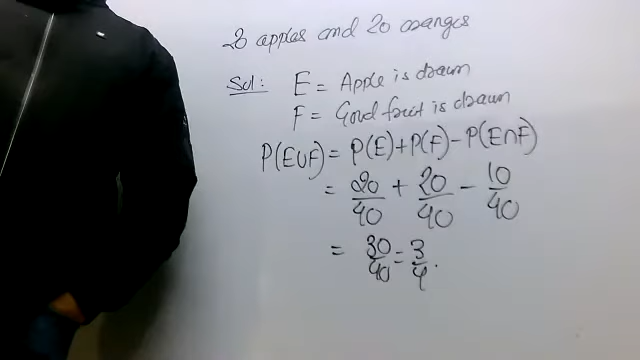 20 apples and 20 oranges
Sol: E = Apple is drawn
F = Good fruit is drawn
P(E∪F) = P(E)+P(F)-P(E∩F)
= 20/40 + 20/40 - 10/40
= 30/40 = 3/4.